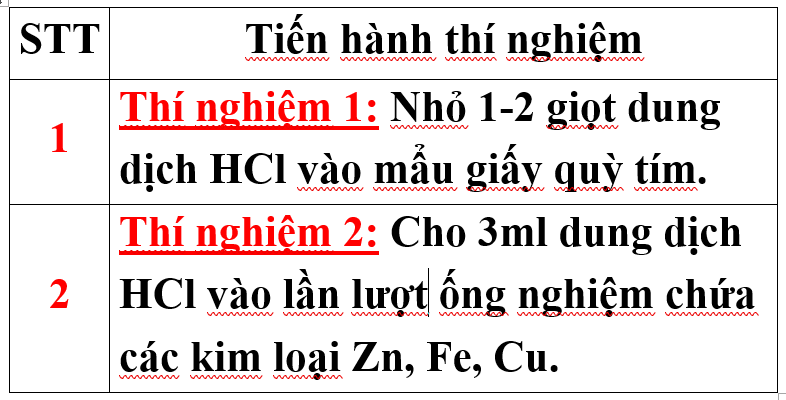 STT Tiến hành thí nghiệm
1
Thí nghiệm 1: Nhỏ 1-2 giọt dung
dịch HCl vào mẩu giấy quỳ tím.
2
Thí nghiệm 2: Cho 3ml dung dịch
HCl vào lần lượt ống nghiệm chứa
các kim loại Zn, Fe, Cu.